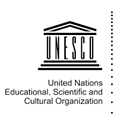 UNESCO
United Nations
Educational, Scientific and
Cultural Organization